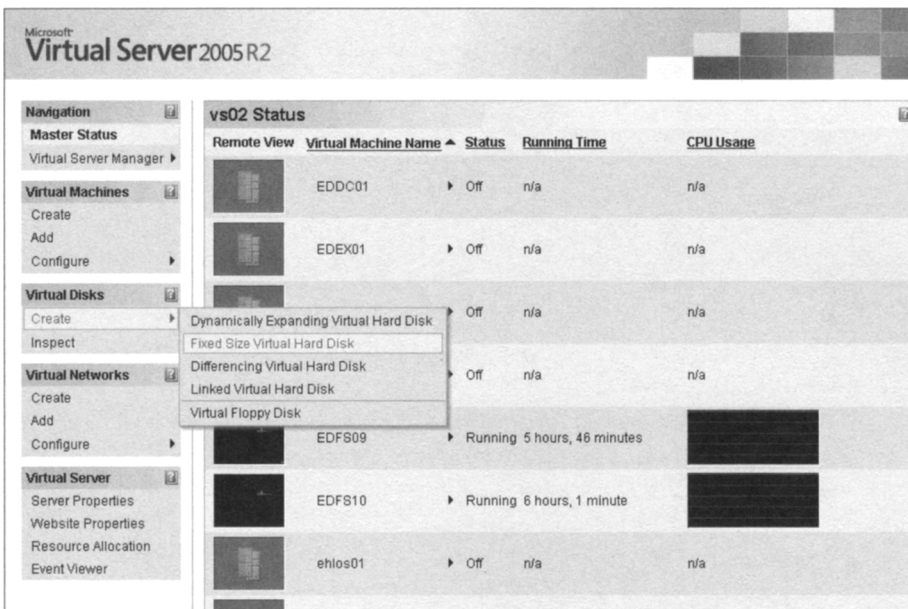 Microsoft
Virtual Server 2005 R2
Navigation
Master Status
Virtual Server Manager
Virtual Machines
Create
Add
Configure
Virtual Disks
Create
Inspect
Virtual Networks
Create
Add
Configure
Virtual Server
Server Properties
Website Properties
Resource Allocation
Event Viewer
vs02 Status
Remote View Virtual Machine Name Status Running Time CPU Usage
EDDC01 Off n/a n/a
EDEX01 Off n/a n/a
Off n/a n/a
Off n/a n/a
EDFS09 Running 5 hours, 46 minutes
EDFS10 Running 6 hours, 1 minute
ehlos01 Off n/a n/a
Dynamically Expanding Virtual Hard Disk
Fixed Size Virtual Hard Disk
Differencing Virtual Hard Disk
Linked Virtual Hard Disk
Virtual Floppy Disk